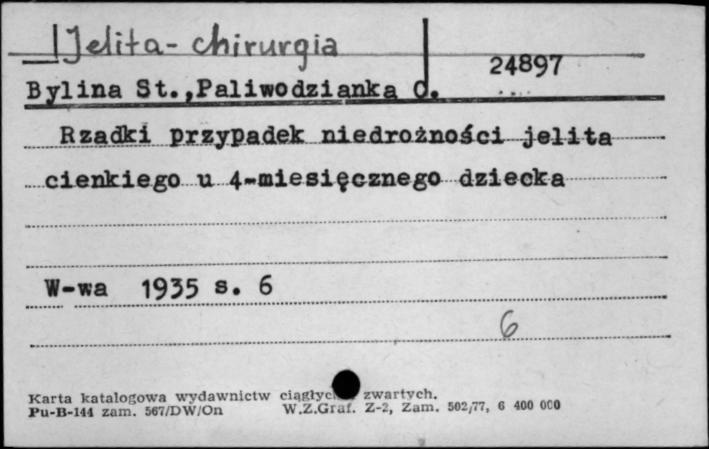 Jelita - chirurgia
24897
Bylina St., Paliwodzianka O.
Rządki przypadek niedrożności jelita
cienkiego u 4-miesięcznego dziecka
W-wa 1935 s. 6
6
Karta katalogowa wydawnictw zwartych.
Pu-B-144 zam. 567/DW/On W.Z.Graf. Z-2, Zam. 502/77, 6 400 000